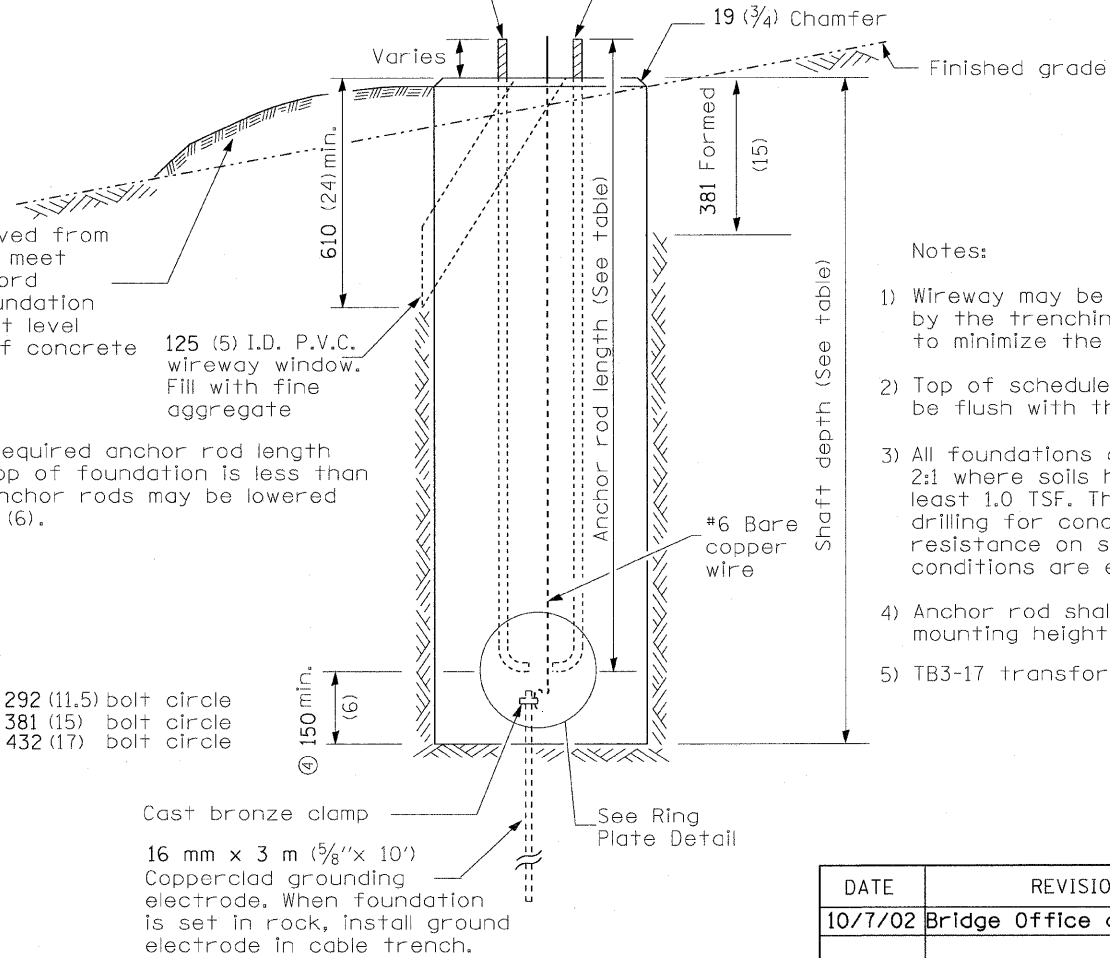 19 (3/4) Chamfer
Varies
Finished grade
610 (24) min.
381 Formed
(15)
ved from
meet
ord
undation
t level
f concrete
125 (5) I.D. P.V.C.
wireway window.
Fill with fine
aggregate
Anchor rod length (See table)
Shaft depth (See table)
equired anchor rod length
op of foundation is less than
nchor rods may be lowered
(6).
#6 Bare
copper
wire
Notes:
1) Wireway may be
by the trenchin
to minimize the
2) Top of schedule
be flush with th
3) All foundations
2:1 where soils h
least 1.0 TSF. Th
drilling for conc
resistance on s
conditions are e
4) Anchor rod shal
mounting height
5) TB3-17 transfor
292 (11.5) bolt circle
381 (15) bolt circle
432 (17) bolt circle
④ 150 min.
(6)
Cast bronze clamp
See Ring
Plate Detail
16 mm x 3 m (5/8"x 10')
Copperclad grounding
electrode. When foundation
is set in rock, install ground
electrode in cable trench.
DATE REVISIO
10/7/02 Bridge Office